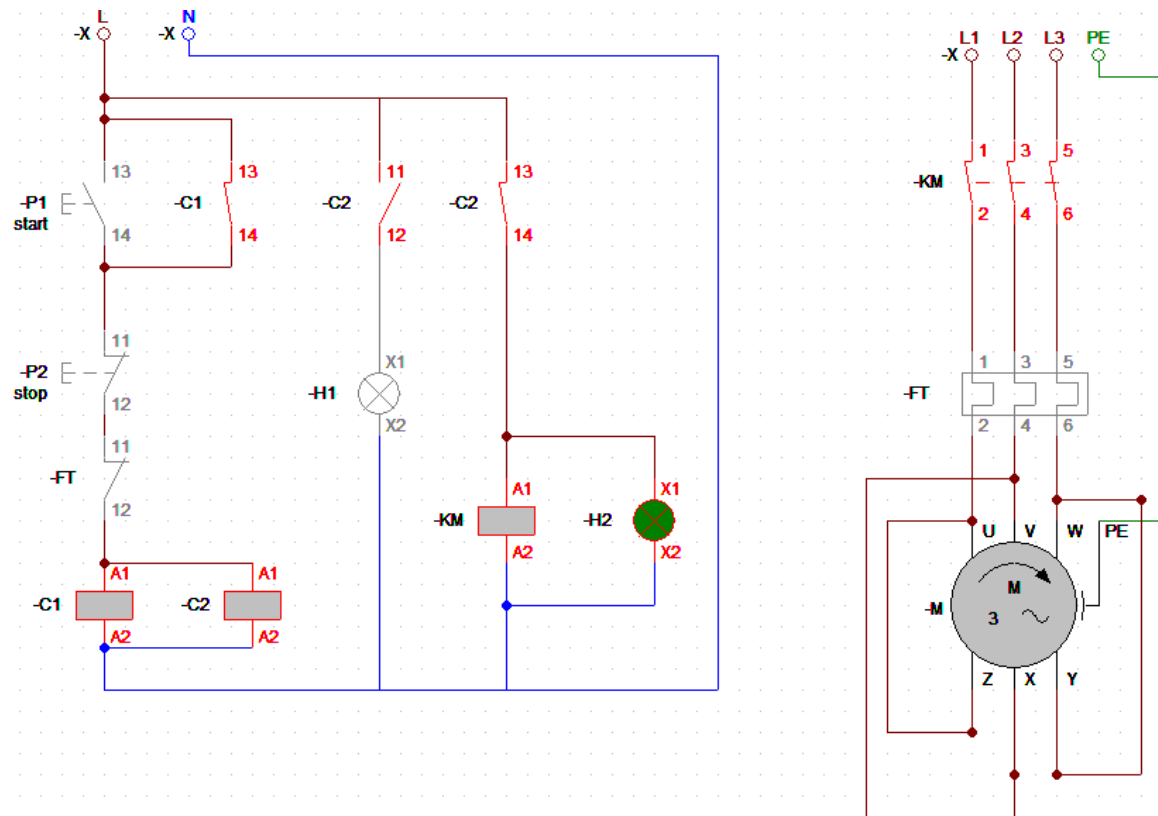 L N
-X -X
L1 L2 L3 PE
-X
13 13 11 13
-P1 -C1 -C2 -C2
start
14 14 12 14
1 3 5
-KM
2 4 6
11
-P2
stop
12
X1
-H1
X2
1 3 5
-FT
2 4 6
11
-FT
12
A1 X1
-KM -H2
A2 X2
A1 A1
-C1 -C2
A2 A2
U V W PE
M
-M
3
Z X Y